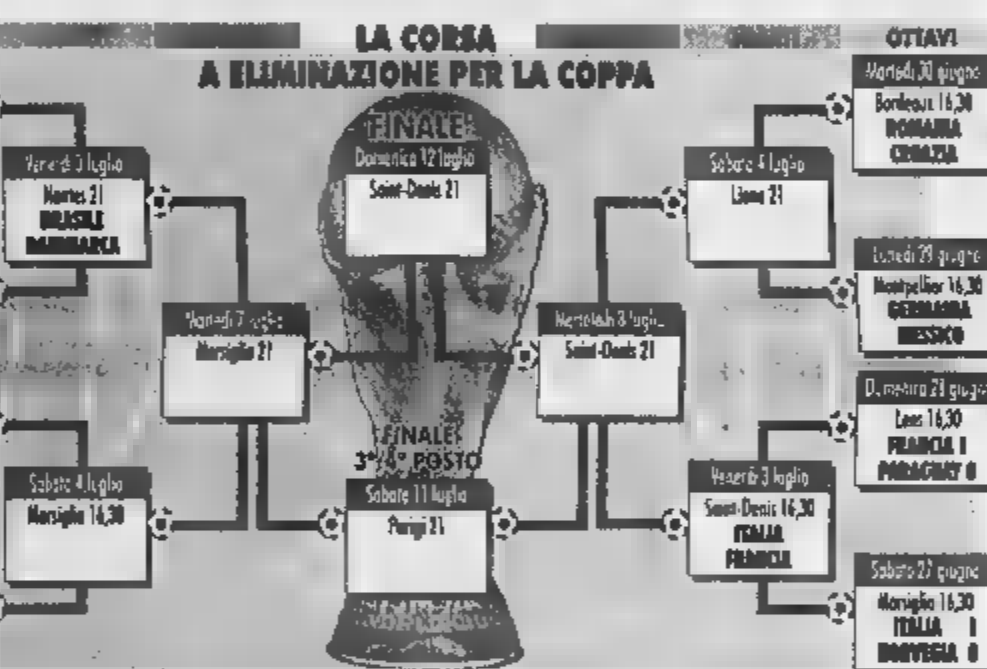 LA CORSA
A ELIMINAZIONE PER LA COPPA
OTTAVI
Martedì 30 giugno
Bordeaux 16,30
ROMANIA
CROAZIA
FINALE
Domenica 12 luglio
Saint-Denis 21
Venerdì 3 luglio
Nantes 21
BRASILE
DANIMARCA
Sabato 4 luglio
Lione 21
Lunedì 29 giugno
Montpellier 16,30
GERMANIA
MESSICO
Martedì 7 luglio
Marsiglia 21
Mercoledì 8 luglio
Saint-Denis 21
Domenica 28 giugno
Lens 16,30
FRANCIA 1
PARAGUAY 0
FINALE
3°/4° POSTO
Sabato 11 luglio
Parigi 21
Sabato 4 luglio
Marsiglia 16,30
Venerdì 3 luglio
Saint-Denis 16,30
ITALIA
FRANCIA
Sabato 27 giugno
Marsiglia 16,30
ITALIA 1
NORVEGIA 0